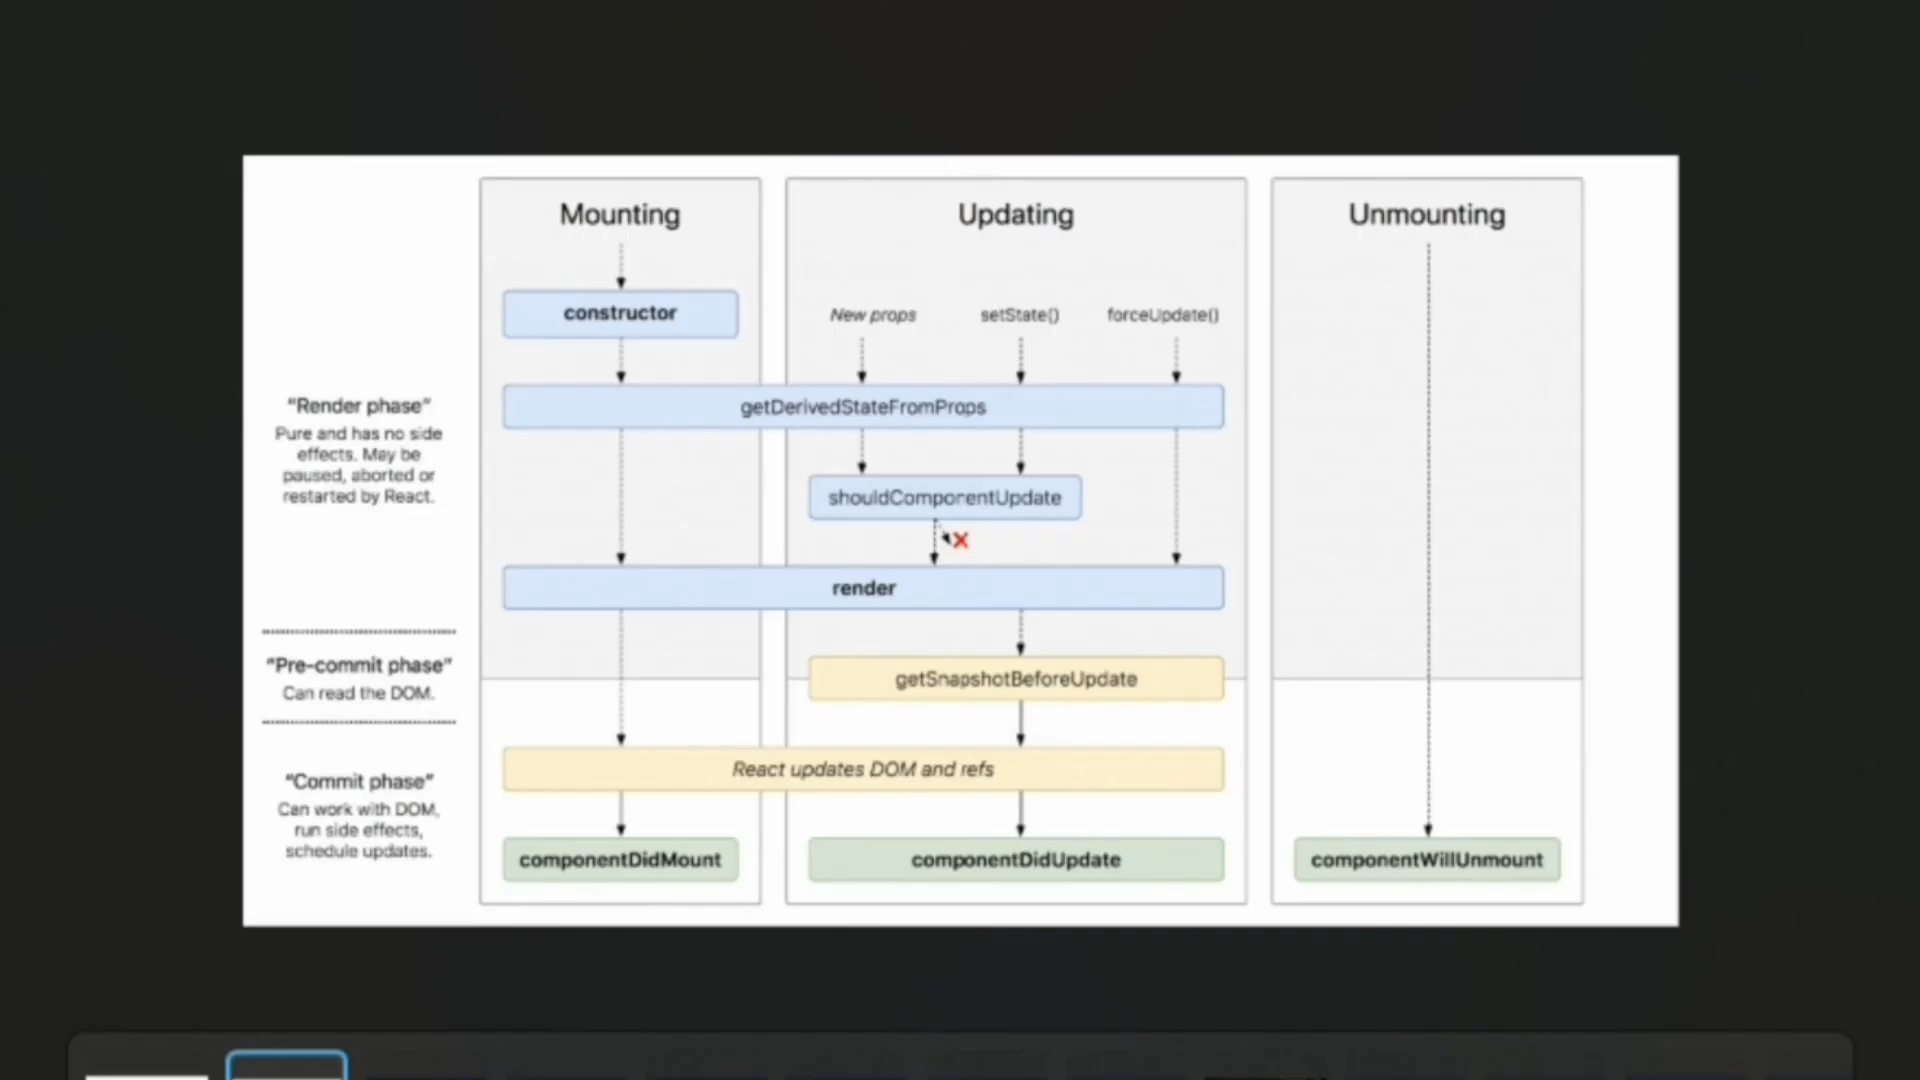 Mounting
Updating
Unmounting
constructor
New props
setState()
forceUpdate()
getDerivedStateFromProps
shouldComponentUpdate
render
getSnapshotBeforeUpdate
React updates DOM and refs
componentDidMount
componentDidUpdate
componentWillUnmount
“Render phase”
Pure and has no side
effects. May be
paused, aborted or
restarted by React.
“Pre-commit phase”
Can read the DOM.
“Commit phase”
Can work with DOM,
run side effects,
schedule updates.